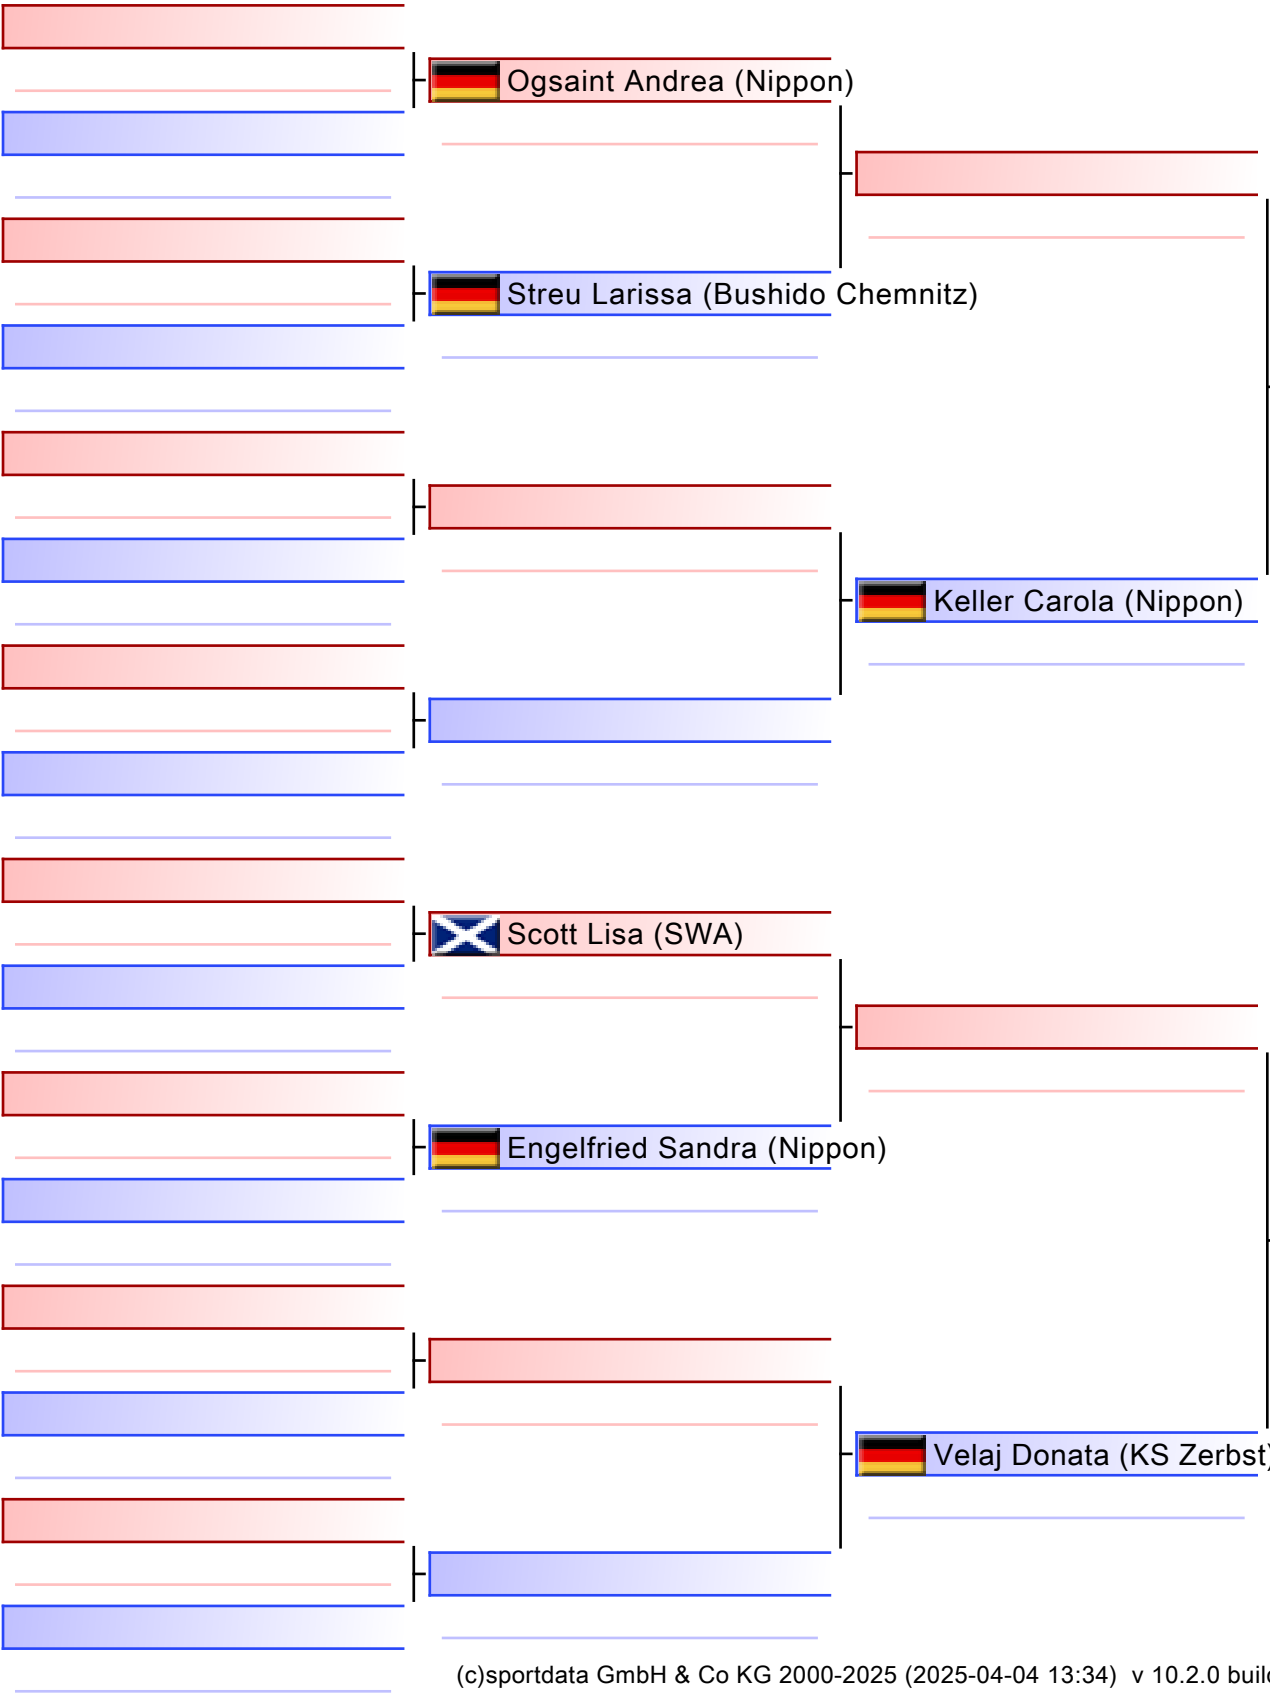 Ogsaint Andrea (Nippon)
Streu Larissa (Bushido Chemnitz)
Keller Carola (Nippon)
Scott Lisa (SWA)
Engelfried Sandra (Nippon)
Velaj Donata (KS Zerbst)
(c)sportdata GmbH & Co KG 2000-2025 (2025-04-04 13:34) v 10.2.0 build